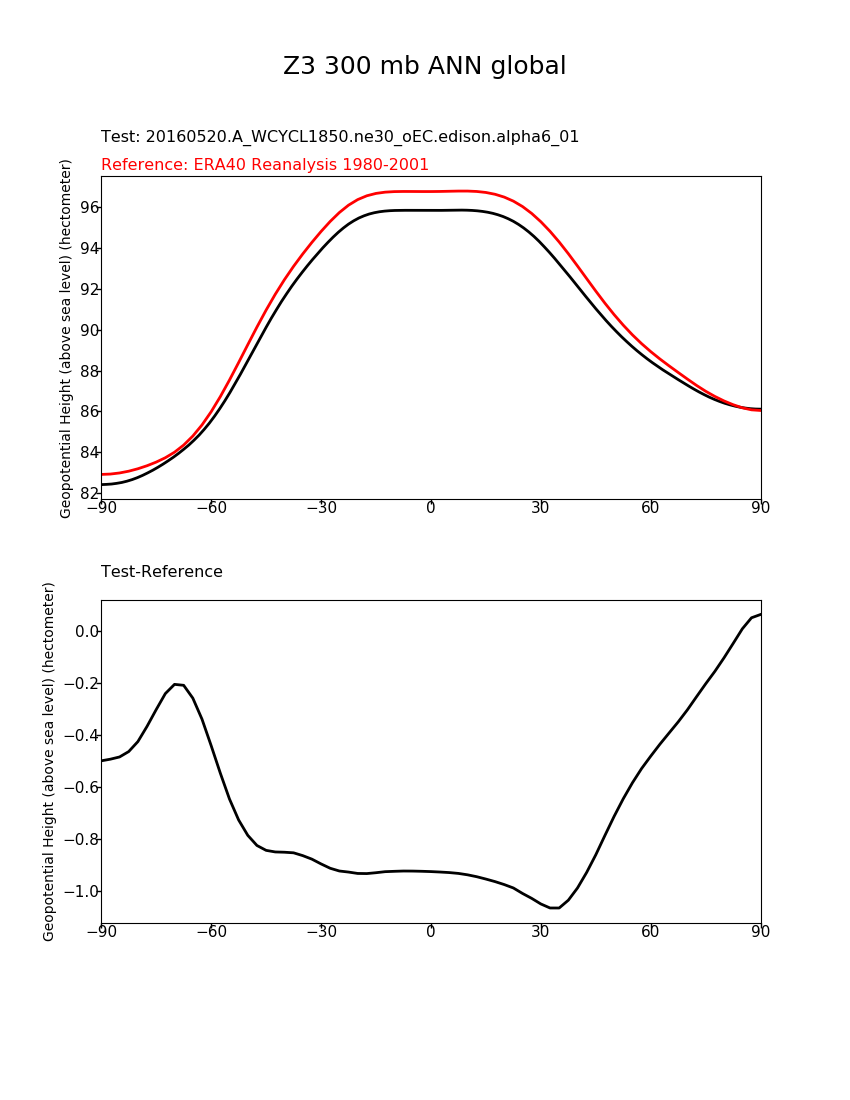 Z3 300 mb ANN global
Test: 20160520.A_WCYCL1850.ne30_oEC.edison.alpha6_01
Reference: ERA40 Reanalysis 1980-2001
Geopotential Height (above sea level) (hectometer)
96
94
92
90
88
86
84
82
−90 −60 −30 0 30 60 90
Test-Reference
Geopotential Height (above sea level) (hectometer)
0.0
−0.2
−0.4
−0.6
−0.8
−1.0
−90 −60 −30 0 30 60 90